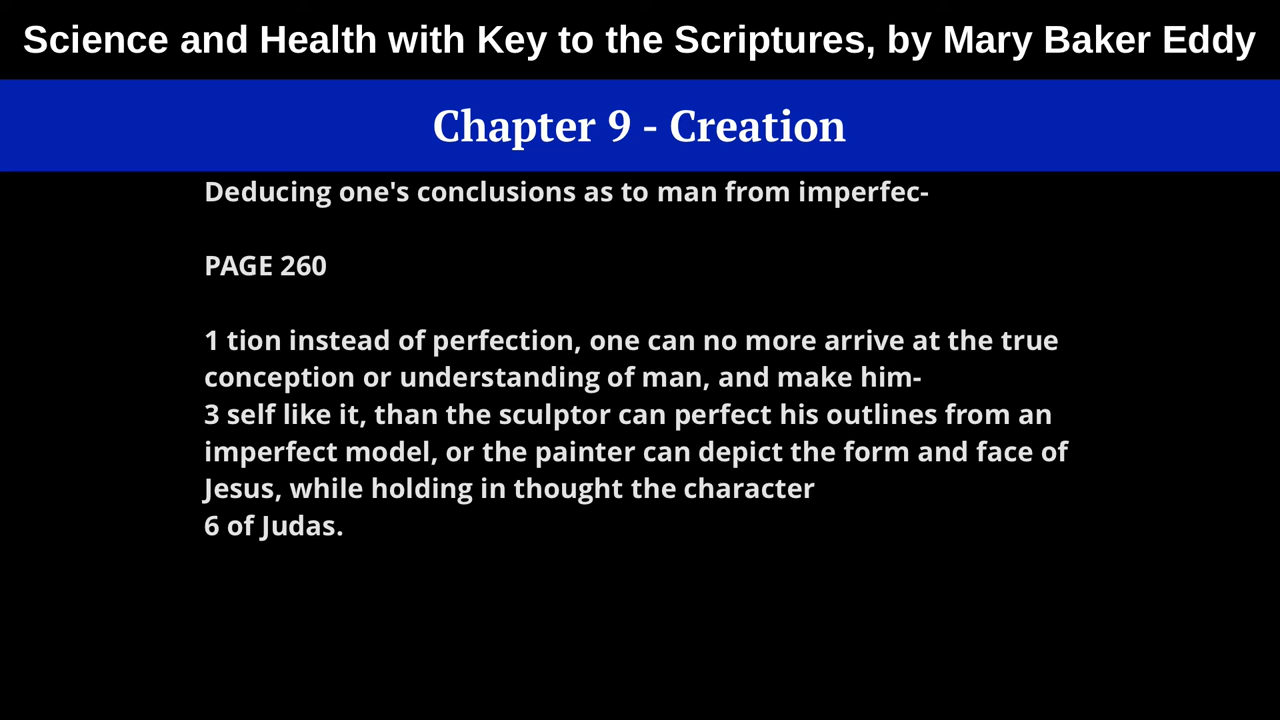 Science and Health with Key to the Scriptures, by Mary Baker Eddy
Chapter 9 - Creation
Deducing one's conclusions as to man from imperfec-
PAGE 260
1 tion instead of perfection, one can no more arrive at the true
conception or understanding of man, and make him-
3 self like it, than the sculptor can perfect his outlines from an
imperfect model, or the painter can depict the form and face of
Jesus, while holding in thought the character
6 of Judas.